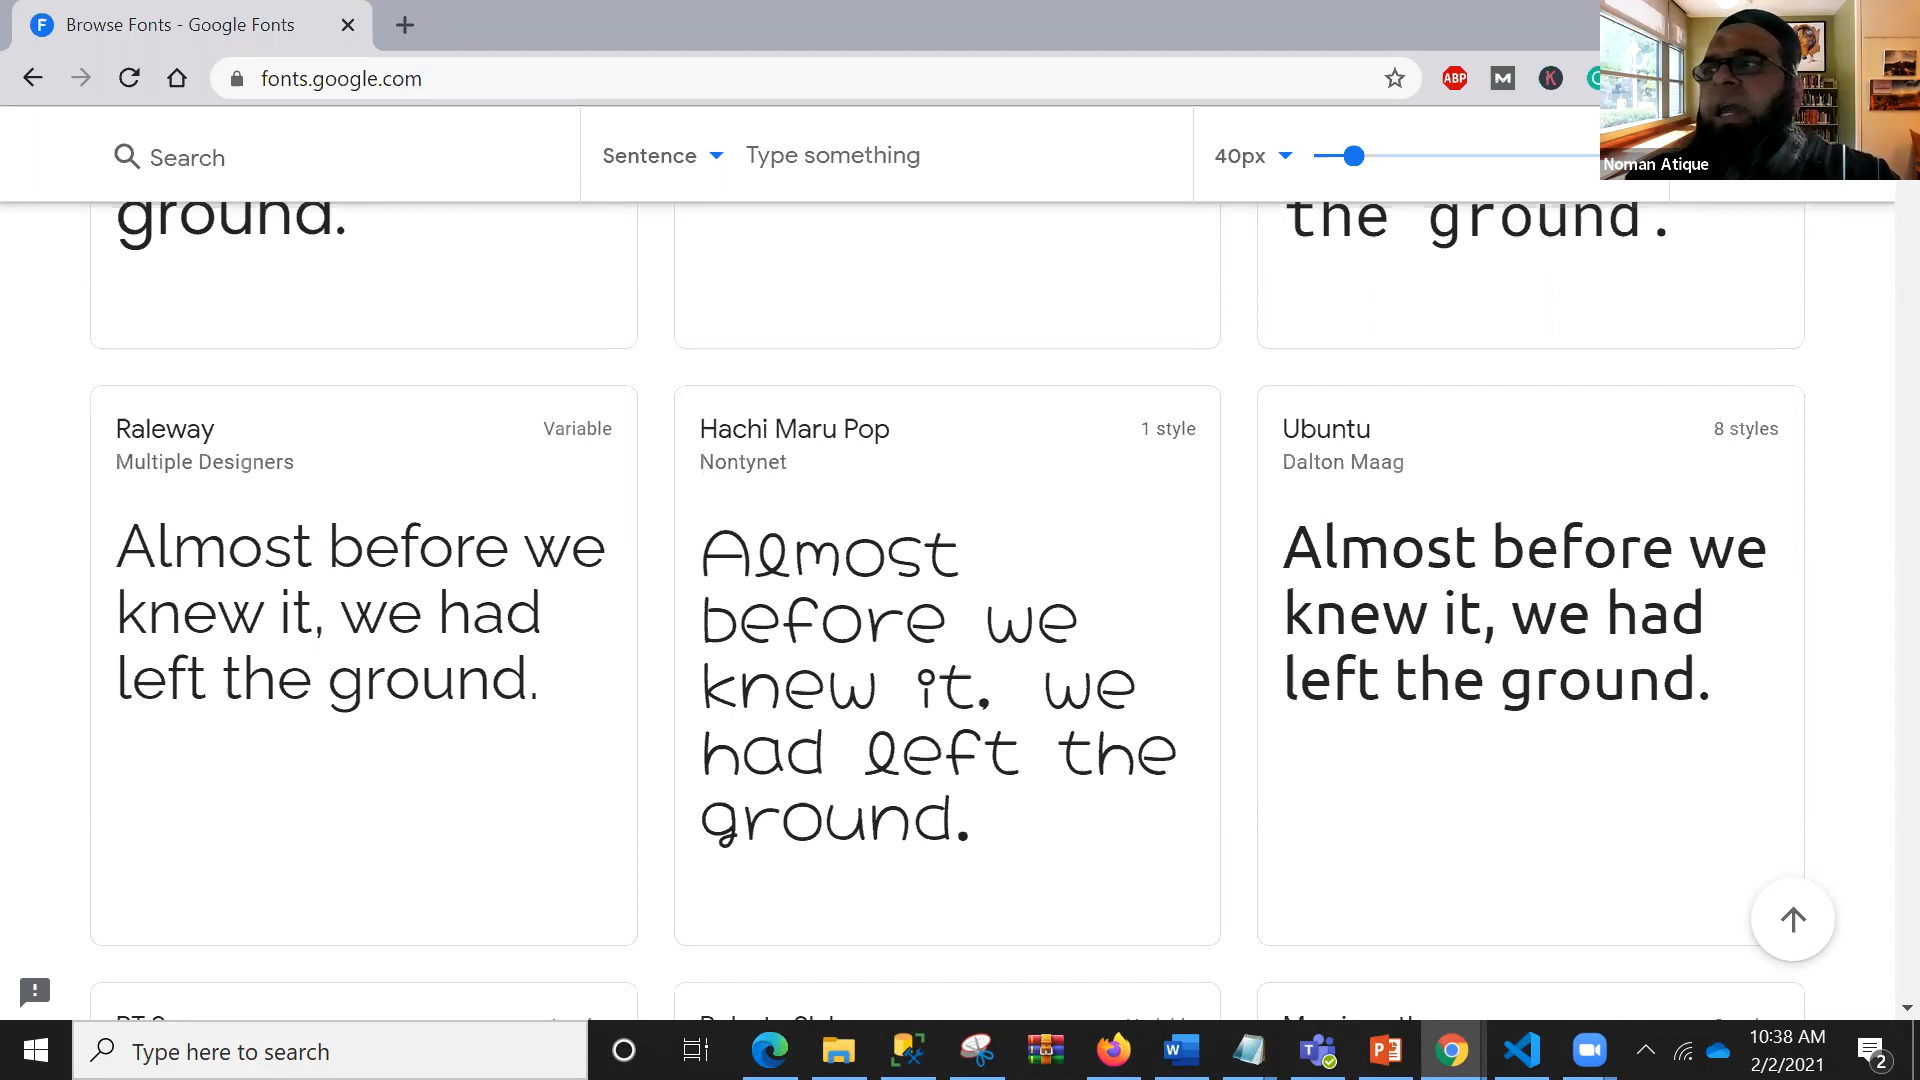 Browse Fonts - Google Fonts
fonts.google.com
ABP
Noman Atique
Search
Sentence
Type something
40px
ground.
the ground.
Raleway
Variable
Multiple Designers
Almost before we
knew it, we had
left the ground.
Hachi Maru Pop
1 style
Nontynet
Almost
before we
knew it. we
had left the
ground.
Ubuntu
8 styles
Dalton Maag
Almost before we
knew it, we had
left the ground.
Type here to search
10:38 AM
2/2/2021
2